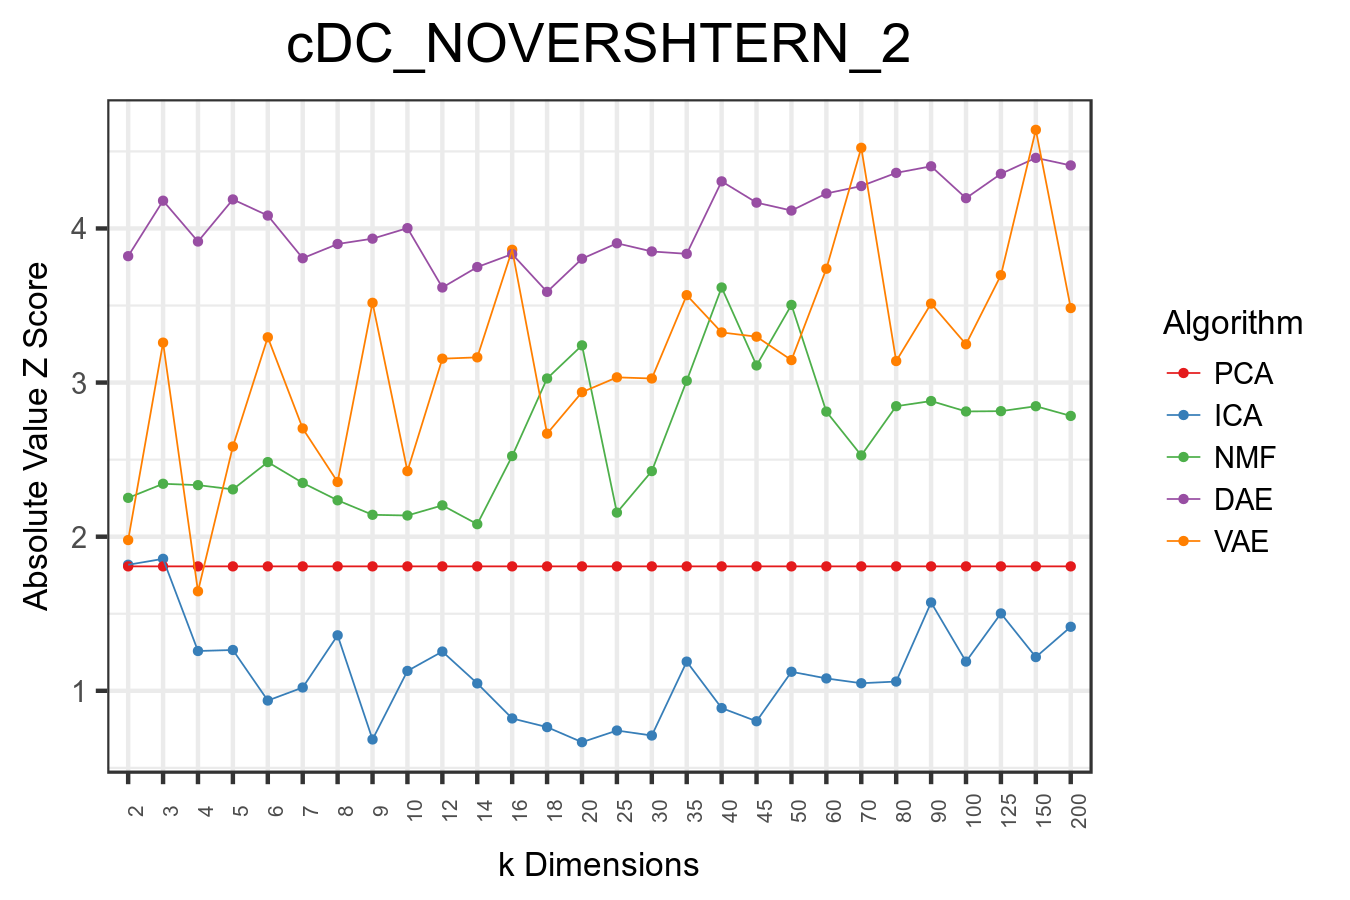 cDC_NOVERSHTERN_2
Absolute Value Z Score
4
3
2
1
2 3 4 5 6 7 8 9 10 12 14 16 18 20 25 30 35 40 45 50 60 70 80 90 100 125 150 200
k Dimensions
Algorithm
PCA
ICA
NMF
DAE
VAE